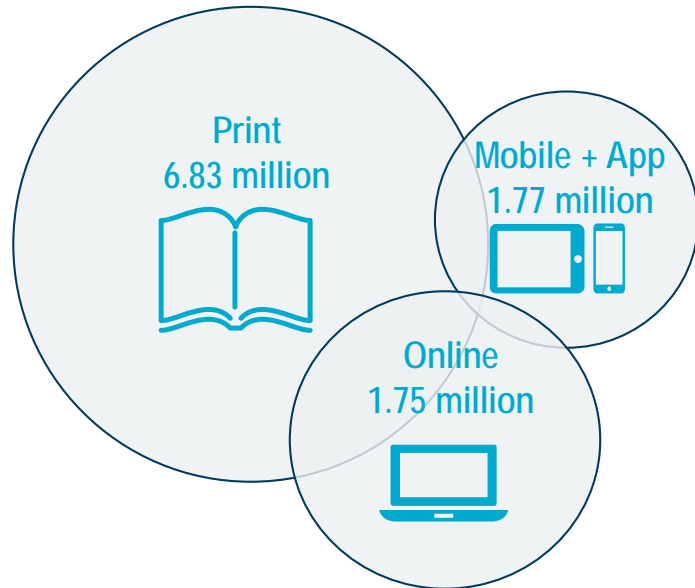 Print
6.83 million
Mobile + App
1.77 million
Online
1.75 million